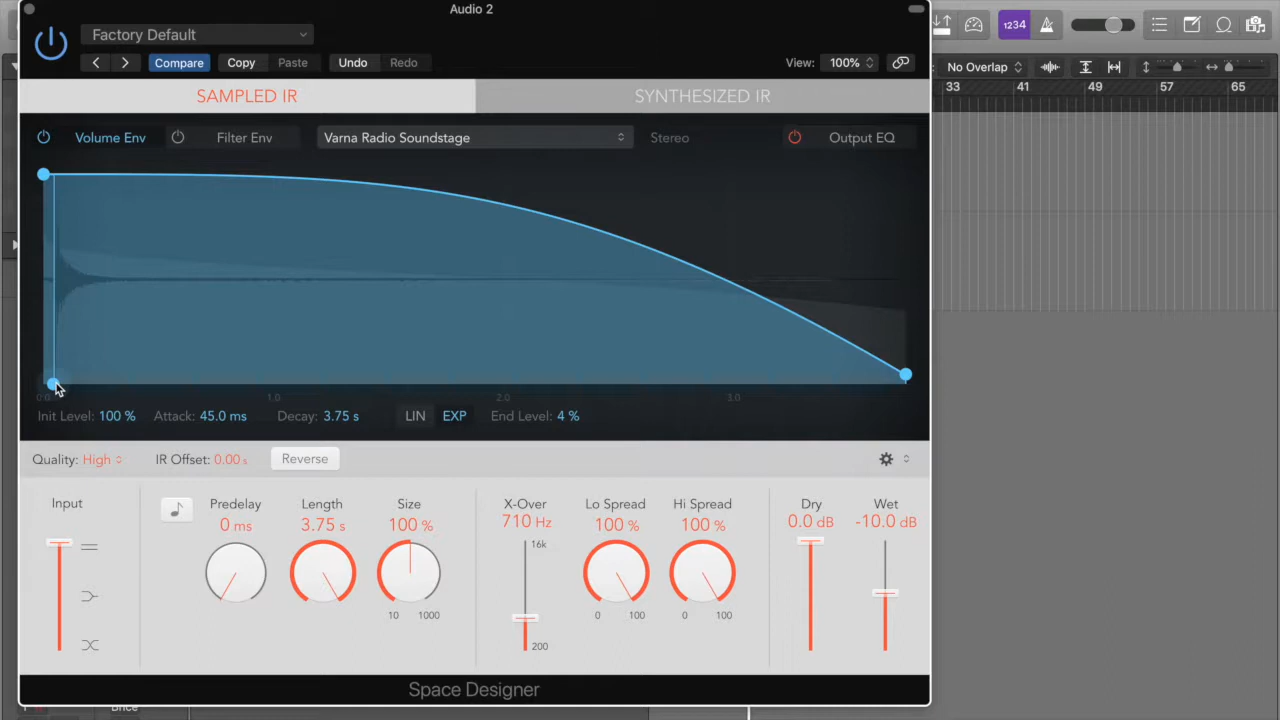 Audio 2
Factory Default
Compare Copy Paste Undo Redo View: 100%
1234
No Overlap
33 41 49 57 65
SAMPLED IR SYNTHESIZED IR
Volume Env Filter Env Varna Radio Soundstage Stereo Output EQ
0.0 1.0 2.0 3.0
Init Level: 100 % Attack: 45.0 ms Decay: 3.75 s LIN EXP End Level: 4 %
Quality: High IR Offset: 0.00 s Reverse
Input Predelay Length Size X-Over Lo Spread Hi Spread Dry Wet
0 ms 3.75 s 100 % 710 Hz 100 % 100 % 0.0 dB -10.0 dB
16k
10 1000 0 100 0 100
200
Space Designer